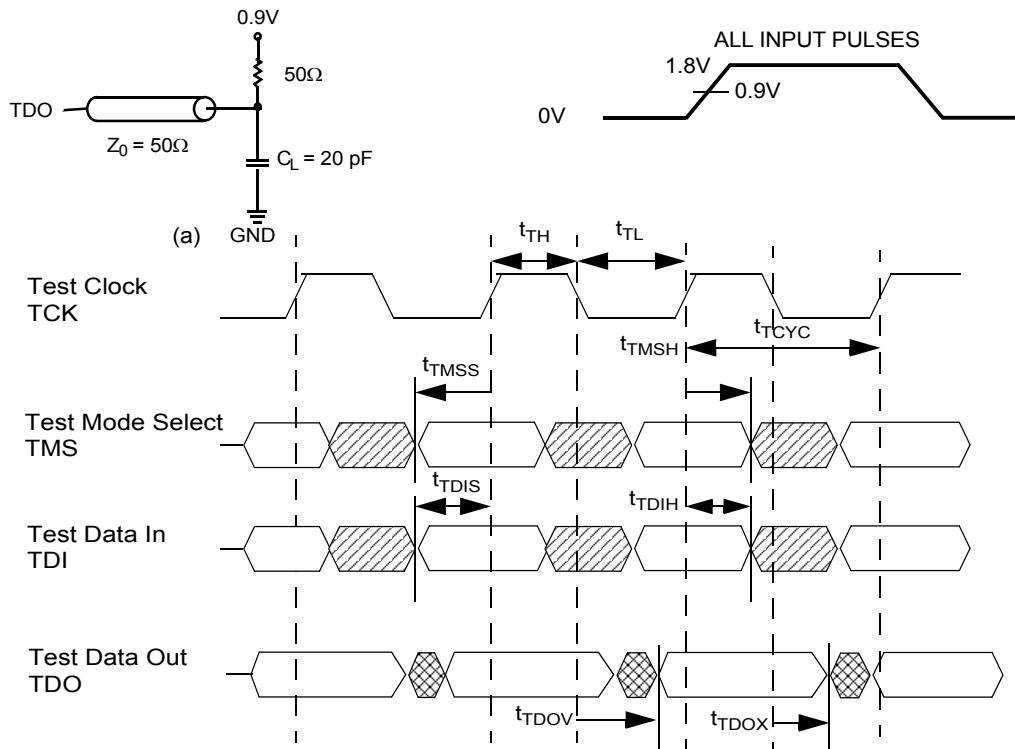 0.9V
50Ω
TDO
Z0 = 50Ω
CL = 20 pF
(a)
GND
ALL INPUT PULSES
1.8V
0.9V
0V
tTH
tTL
Test Clock
TCK
tTMSH
tTCYC
tTMSS
Test Mode Select
TMS
tTDIS
tTDIH
Test Data In
TDI
Test Data Out
TDO
tTDOV
tTDOX